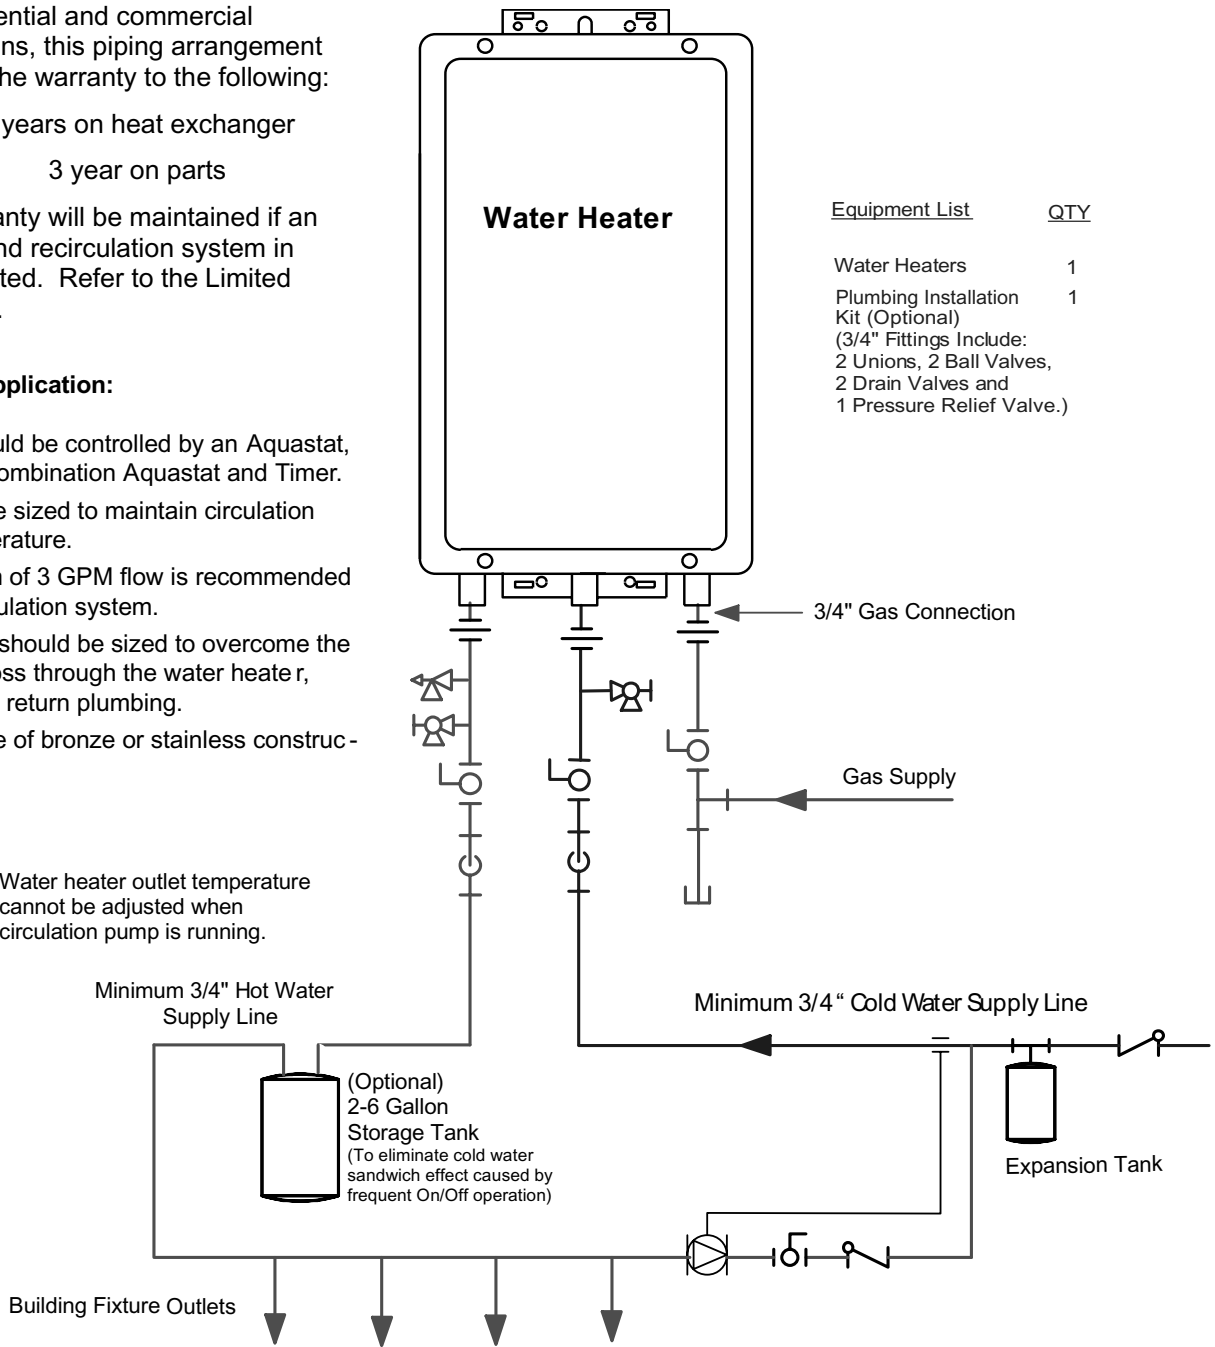 ential and commercial
ns, this piping arrangement
he warranty to the following:
years on heat exchanger
3 year on parts
anty will be maintained if an
nd recirculation system in
ted. Refer to the Limited
.
pplication:
uld be controlled by an Aquastat,
ombination Aquastat and Timer.
e sized to maintain circulation
erature.
n of 3 GPM flow is recommended
ulation system.
should be sized to overcome the
oss through the water heate r,
return plumbing.
e of bronze or stainless construc -
Water heater outlet temperature
cannot be adjusted when
circulation pump is running.
Water Heater
Equipment List QTY
Water Heaters 1
Plumbing Installation 1
Kit (Optional)
(3/4" Fittings Include:
2 Unions, 2 Ball Valves,
2 Drain Valves and
1 Pressure Relief Valve.)
3/4" Gas Connection
Gas Supply
Minimum 3/4" Hot Water
Supply Line
Minimum 3/4 “ Cold Water Supply Line
(Optional)
2-6 Gallon
Storage Tank
(To eliminate cold water
sandwich effect caused by
frequent On/Off operation)
Expansion Tank
Building Fixture Outlets